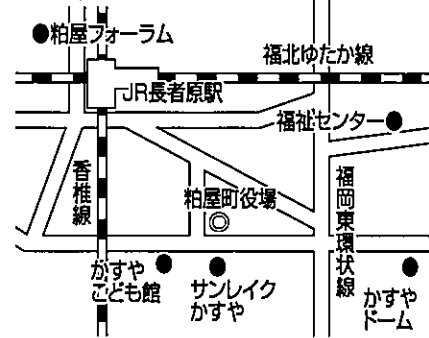 粕屋フォーラム
福北ゆたか線
JR長者原駅
福祉センター
香椎線
粕屋町役場
福岡東環状線
かすや
こども館
サンレイク
かすや
かすや
ドーム